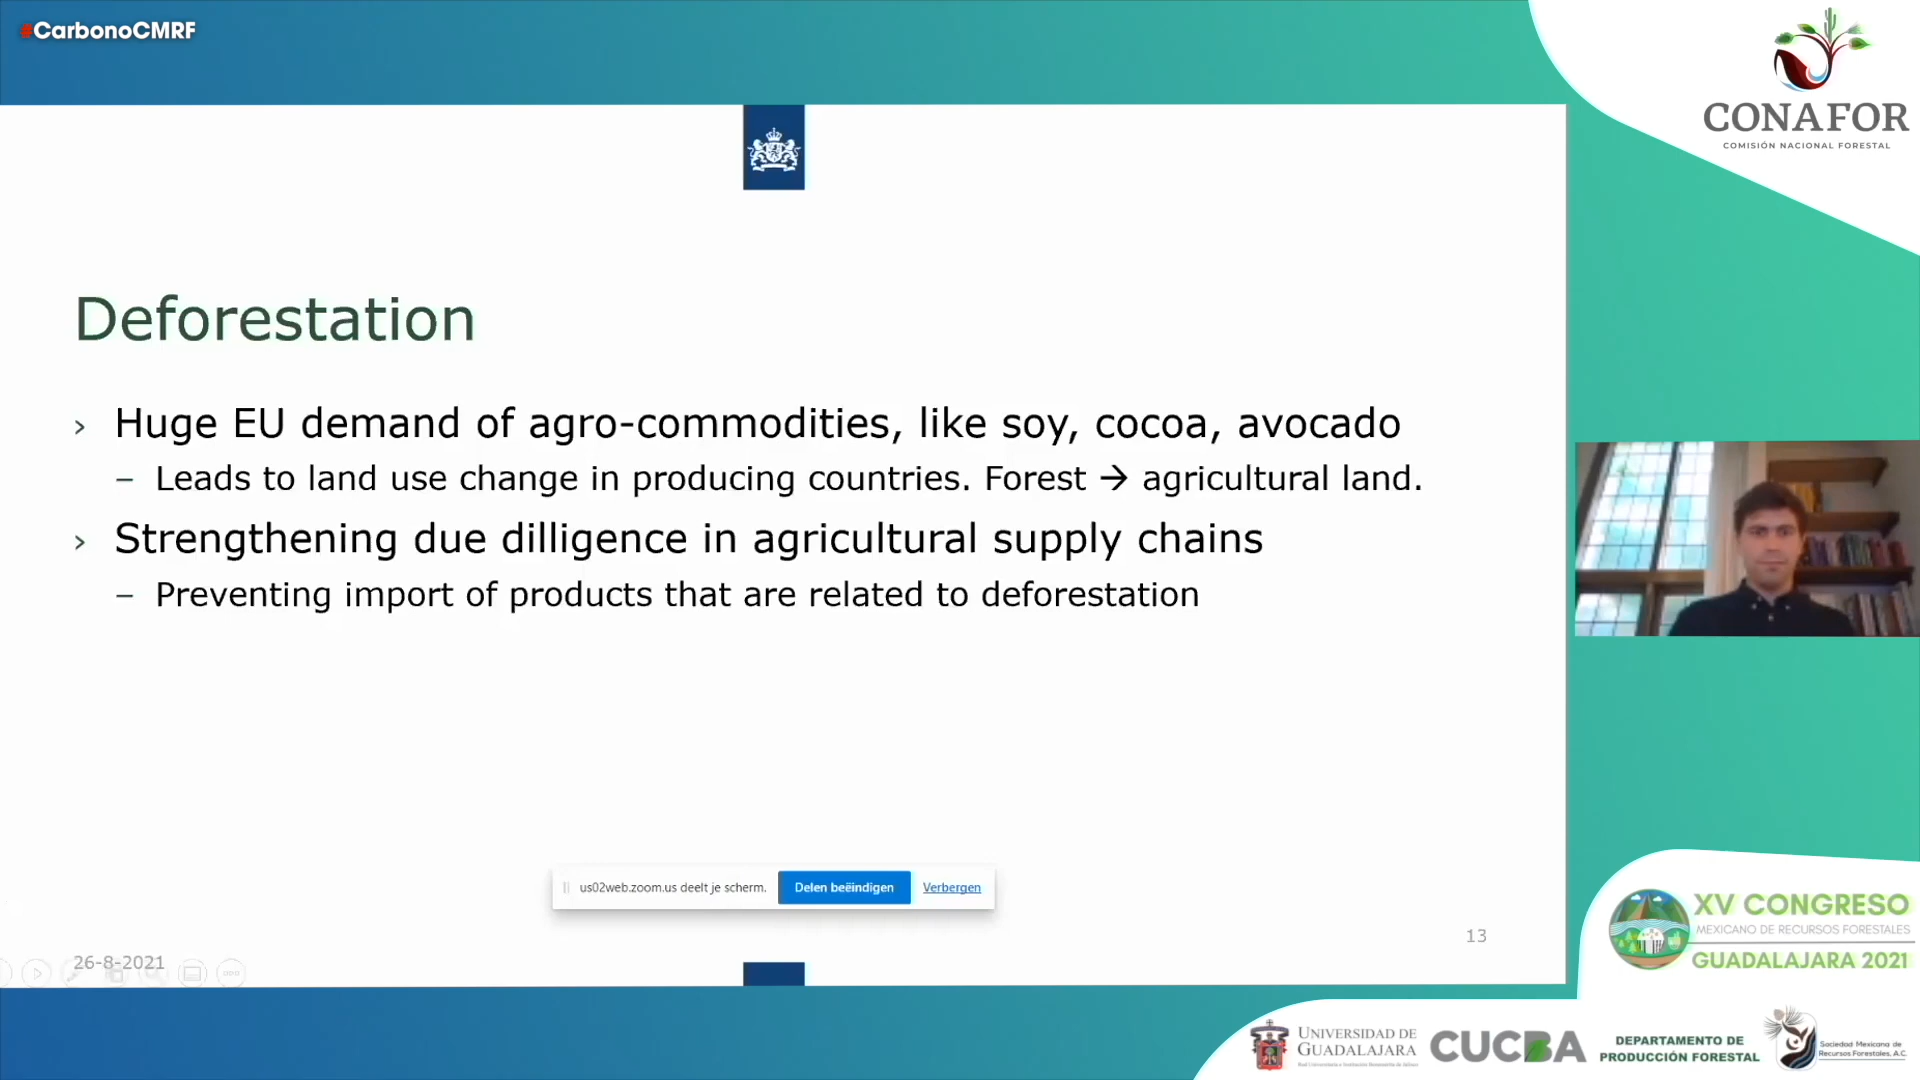 #CarbonoCMRF
CONAFOR
COMISIÓN NACIONAL FORESTAL
Deforestation
› Huge EU demand of agro-commodities, like soy, cocoa, avocado
– Leads to land use change in producing countries. Forest → agricultural land.
› Strengthening due dilligence in agricultural supply chains
– Preventing import of products that are related to deforestation
us02web.zoom.us deelt je scherm. Delen beëindigen Verbergen
13
26-8-2021
XV CONGRESO
MEXICANO DE RECURSOS FORESTALES
GUADALAJARA 2021
UNIVERSIDAD DE
GUADALAJARA
CUCBA
DEPARTAMENTO DE
PRODUCCIÓN FORESTAL
Sociedad Mexicana de
Recursos Forestales, A.C.